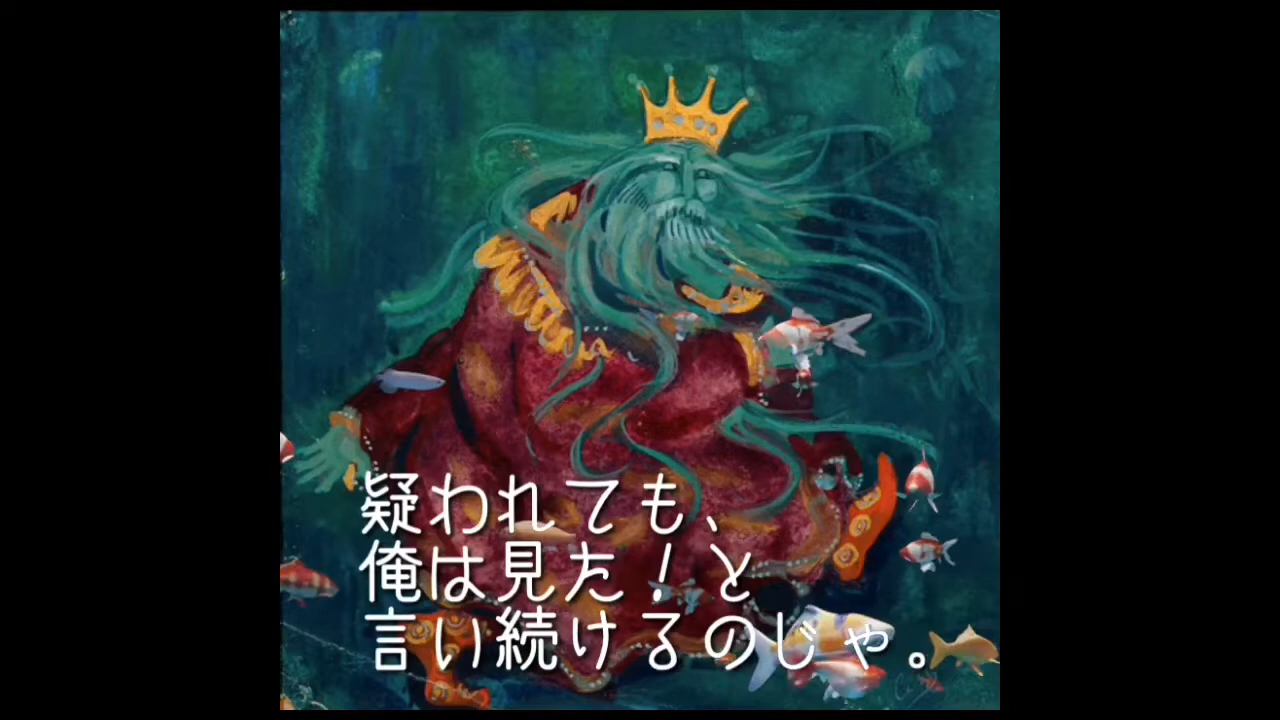 疑われても、
俺は見た！と
言い続けるのじゃ。